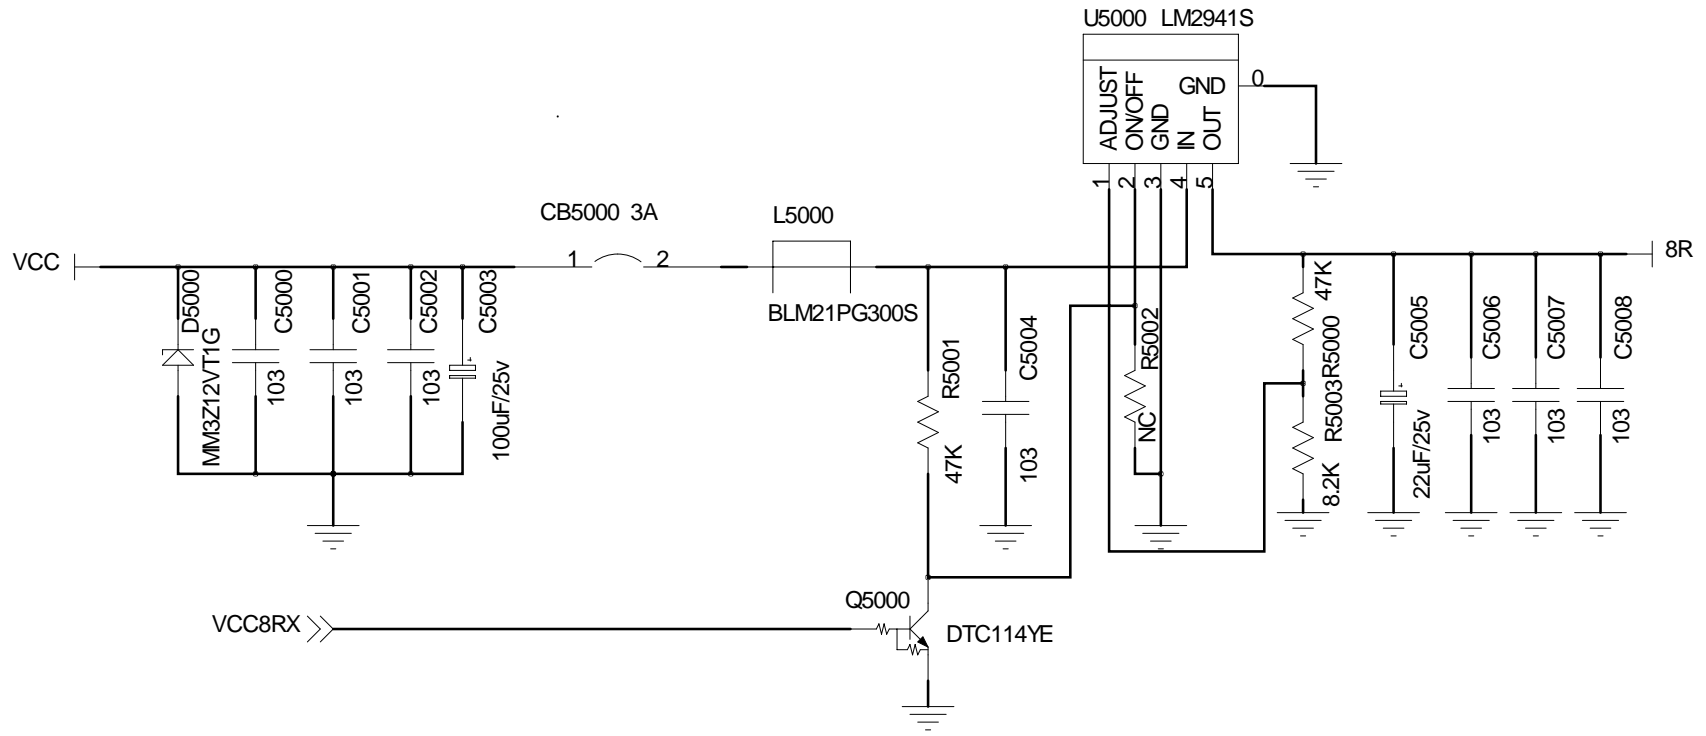 U5000 LM2941S
ADJUST
ON/OFF
GND
IN
OUT
GND
0
1
2
3
4
5
CB5000 3A
1
2
L5000
BLM21PG300S
VCC
8R
D5000
MM3Z12VT1G
C5000
103
C5001
103
C5002
103
C5003
100uF/25v
R5001
47K
C5004
103
R5002
NC
47K
R5000
R5003
8.2K
C5005
22uF/25v
C5006
103
C5007
103
C5008
103
VCC8RX
Q5000
DTC114YE
+
+